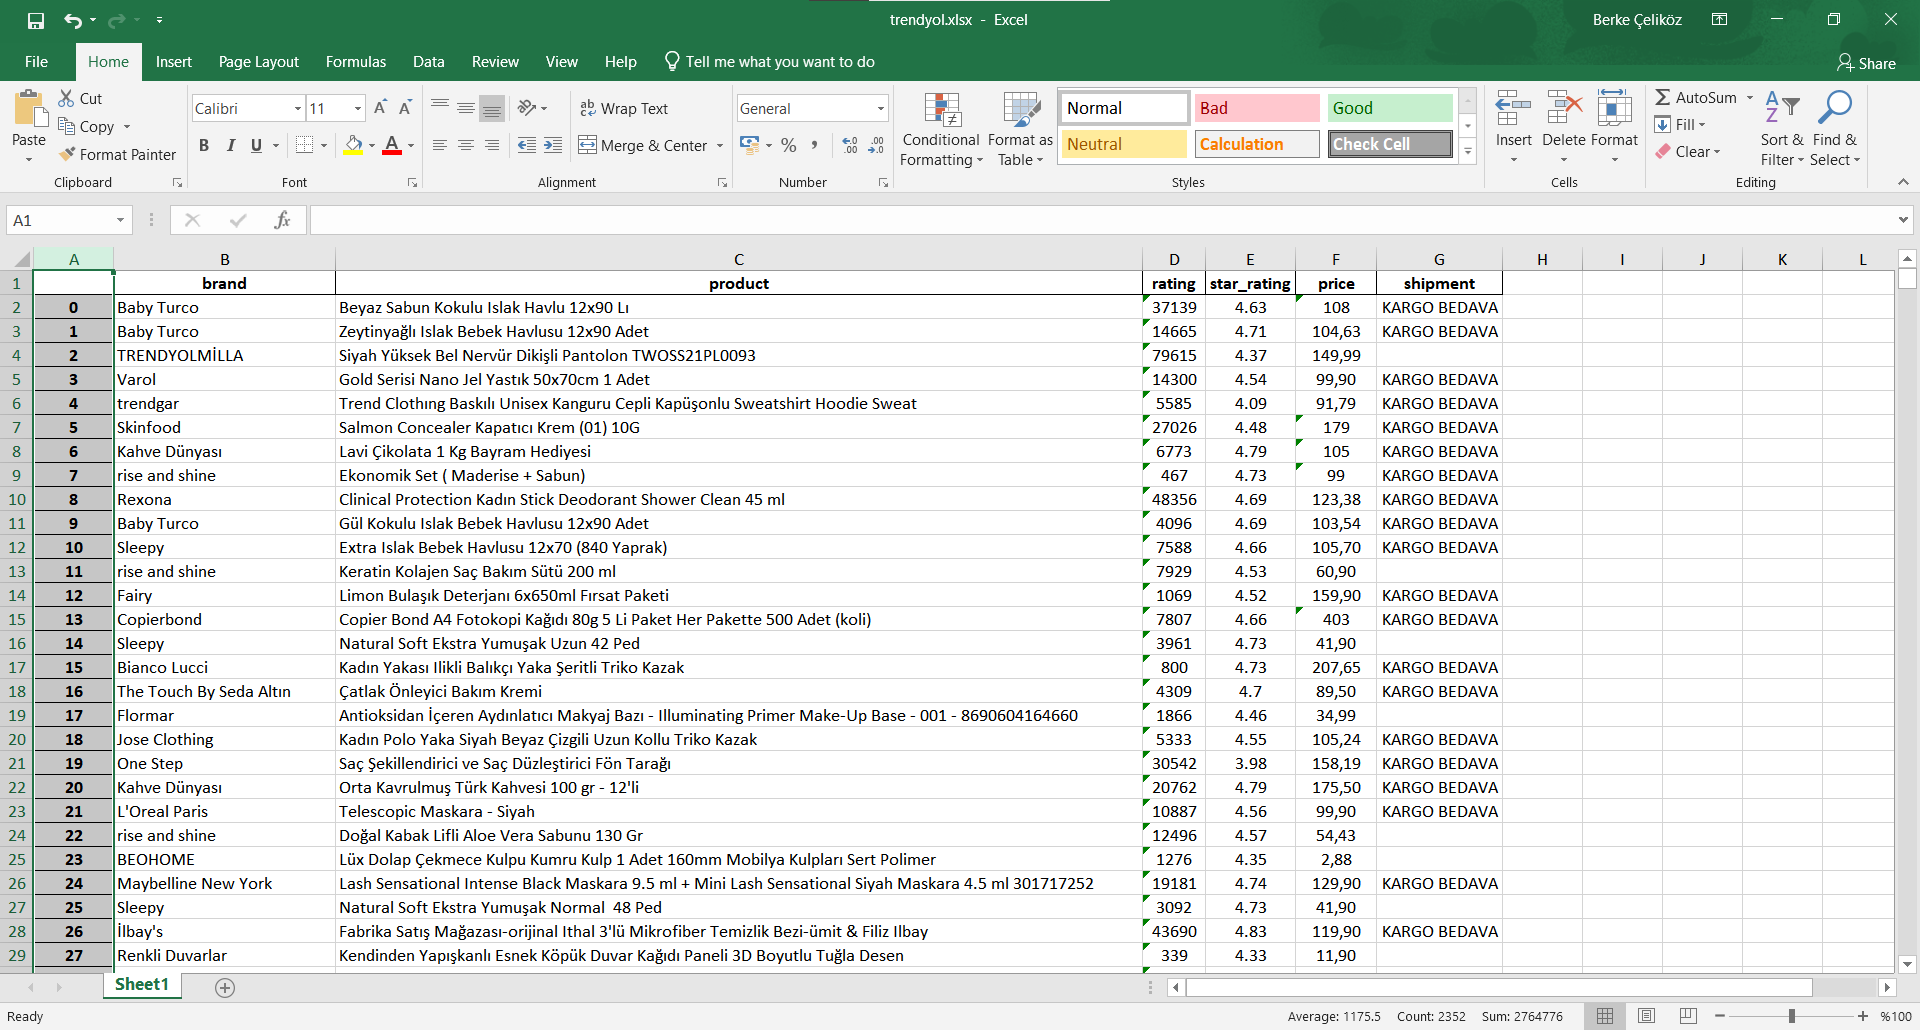 trendyol.xlsx - Excel
Berke Çeliköz
File Home Insert Page Layout Formulas Data Review View Help Tell me what you want to do
Share
Paste
Cut
Copy
Format Painter
Clipboard
Calibri 11
B I U
Font
Wrap Text
Merge & Center
Alignment
General
Number
Conditional Formatting
Format as Table
Normal Bad Good
Neutral Calculation Check Cell
Styles
Insert Delete Format
Cells
AutoSum
Fill
Clear
Sort & Filter
Find & Select
Editing
A1
fx
A B C D E F G H I J K L
1 brand product rating star_rating price shipment
2 0 Baby Turco Beyaz Sabun Kokulu Islak Havlu 12x90 Lı 37139 4.63 108 KARGO BEDAVA
3 1 Baby Turco Zeytinyağlı Islak Bebek Havlusu 12x90 Adet 14665 4.71 104,63 KARGO BEDAVA
4 2 TRENDYOLMİLLA Siyah Yüksek Bel Nervür Dikişli Pantolon TWOSS21PL0093 79615 4.37 149,99
5 3 Varol Gold Serisi Nano Jel Yastık 50x70cm 1 Adet 14300 4.54 99,90 KARGO BEDAVA
6 4 trendgar Trend Clothıng Baskılı Unisex Kanguru Cepli Kapüşonlu Sweatshirt Hoodie Sweat 5585 4.09 91,79 KARGO BEDAVA
7 5 Skinfood Salmon Concealer Kapatıcı Krem (01) 10G 27026 4.48 179 KARGO BEDAVA
8 6 Kahve Dünyası Lavi Çikolata 1 Kg Bayram Hediyesi 6773 4.79 105 KARGO BEDAVA
9 7 rise and shine Ekonomik Set ( Maderise + Sabun) 467 4.73 99 KARGO BEDAVA
10 8 Rexona Clinical Protection Kadın Stick Deodorant Shower Clean 45 ml 48356 4.69 123,38 KARGO BEDAVA
11 9 Baby Turco Gül Kokulu Islak Bebek Havlusu 12x90 Adet 4096 4.69 103,54 KARGO BEDAVA
12 10 Sleepy Extra Islak Bebek Havlusu 12x70 (840 Yaprak) 7588 4.66 105,70 KARGO BEDAVA
13 11 rise and shine Keratin Kolajen Saç Bakım Sütü 200 ml 7929 4.53 60,90
14 12 Fairy Limon Bulaşık Deterjanı 6x650ml Fırsat Paketi 1069 4.52 159,90 KARGO BEDAVA
15 13 Copierbond Copier Bond A4 Fotokopi Kağıdı 80g 5 Li Paket Her Pakette 500 Adet (koli) 7807 4.66 403 KARGO BEDAVA
16 14 Sleepy Natural Soft Ekstra Yumuşak Uzun 42 Ped 3961 4.73 41,90
17 15 Bianco Lucci Kadın Yakası Ilikli Balıkçı Yaka Şeritli Triko Kazak 800 4.73 207,65 KARGO BEDAVA
18 16 The Touch By Seda Altın Çatlak Önleyici Bakım Kremi 4309 4.7 89,50 KARGO BEDAVA
19 17 Flormar Antioksidan İçeren Aydınlatıcı Makyaj Bazı - Illuminating Primer Make-Up Base - 001 - 8690604164660 1866 4.46 34,99
20 18 Jose Clothing Kadın Polo Yaka Siyah Beyaz Çizgili Uzun Kollu Triko Kazak 5333 4.55 105,24 KARGO BEDAVA
21 19 One Step Saç Şekillendirici ve Saç Düzleştirici Fön Tarağı 30542 3.98 158,19 KARGO BEDAVA
22 20 Kahve Dünyası Orta Kavrulmuş Türk Kahvesi 100 gr - 12'li 20762 4.79 175,50 KARGO BEDAVA
23 21 L'Oreal Paris Telescopic Maskara - Siyah 10887 4.56 99,90 KARGO BEDAVA
24 22 rise and shine Doğal Kabak Lifli Aloe Vera Sabunu 130 Gr 12496 4.57 54,43
25 23 BEOHOME Lüx Dolap Çekmece Kulpu Kumru Kulp 1 Adet 160mm Mobilya Kulpları Sert Polimer 1276 4.35 2,88
26 24 Maybelline New York Lash Sensational Intense Black Maskara 9.5 ml + Mini Lash Sensational Siyah Maskara 4.5 ml 301717252 19181 4.74 129,90 KARGO BEDAVA
27 25 Sleepy Natural Soft Ekstra Yumuşak Normal 48 Ped 3092 4.73 41,90
28 26 İlbay's Fabrika Satış Mağazası-orijinal Ithal 3'lü Mikrofiber Temizlik Bezi-ümit & Filiz Ilbay 43690 4.83 119,90 KARGO BEDAVA
29 27 Renkli Duvarlar Kendinden Yapışkanlı Esnek Köpük Duvar Kağıdı Paneli 3D Boyutlu Tuğla Desen 339 4.33 11,90
Sheet1
Ready
Average: 1175.5 Count: 2352 Sum: 2764776
%100